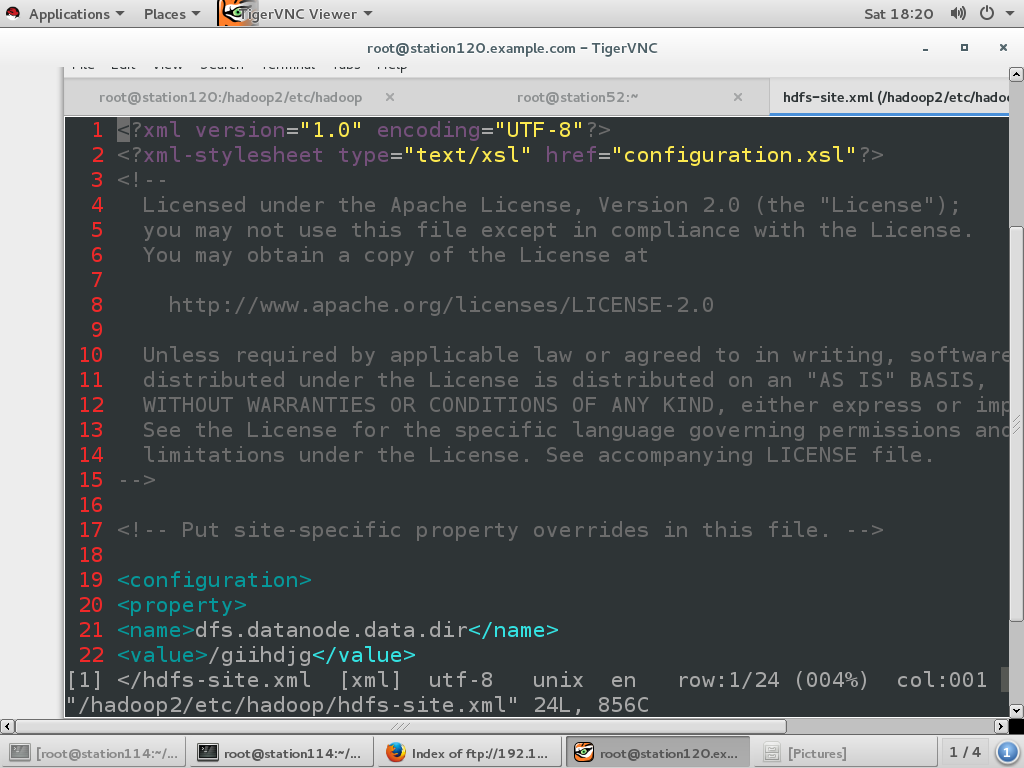 Applications Places TigerVNC Viewer Sat 18:20
root@station120.example.com - TigerVNC
File Edit View Search Terminal Tabs Help
root@station120:/hadoop2/etc/hadoop root@station52:~ hdfs-site.xml (/hadoop2/etc/hado
1 <?xml version="1.0" encoding="UTF-8"?>
2 <?xml-stylesheet type="text/xsl" href="configuration.xsl"?>
3 <!--
4 Licensed under the Apache License, Version 2.0 (the "License");
5 you may not use this file except in compliance with the License.
6 You may obtain a copy of the License at
7
8 http://www.apache.org/licenses/LICENSE-2.0
9
10 Unless required by applicable law or agreed to in writing, software
11 distributed under the License is distributed on an "AS IS" BASIS,
12 WITHOUT WARRANTIES OR CONDITIONS OF ANY KIND, either express or imp
13 See the License for the specific language governing permissions and
14 limitations under the License. See accompanying LICENSE file.
15 -->
16
17 <!-- Put site-specific property overrides in this file. -->
18
19 <configuration>
20 <property>
21 <name>dfs.datanode.data.dir</name>
22 <value>/giihdjg</value>
[1] </hdfs-site.xml [xml] utf-8 unix en row:1/24 (004%) col:001
"/hadoop2/etc/hadoop/hdfs-site.xml" 24L, 856C
[root@station114:~/... root@station114:~/... Index of ftp://192.1... root@station120.ex... [Pictures] 1 / 4 1